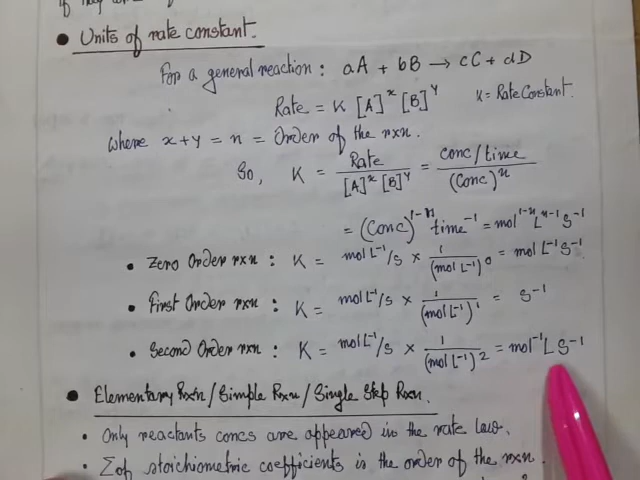 • Units of rate constant.
For a general reaction : aA + bB → cC + dD
Rate = K [A]^x [B]^y    K = Rate Constant.
where x+y = n = Order of the rxn.
So, K = Rate / [A]^x [B]^y = conc/time / (Conc)^n
= (Conc)^1-n time^-1 = mol^1-n L^n-1 S^-1
• Zero Order rxn : K = mol L^-1/s × 1/(mol L^-1)^0 = mol L^-1 S^-1
• First Order rxn : K = mol L^-1/s × 1/(mol L^-1)^1 = S^-1
• Second Order rxn : K = mol L^-1/s × 1/(mol L^-1)^2 = mol^-1 L S^-1
• Elementary Rxn / Simple Rxn / Single Step Rxn.
• Only reactants concs are appeared in the rate law.
• Σ of stoichiometric coefficients is the order of the rxn.